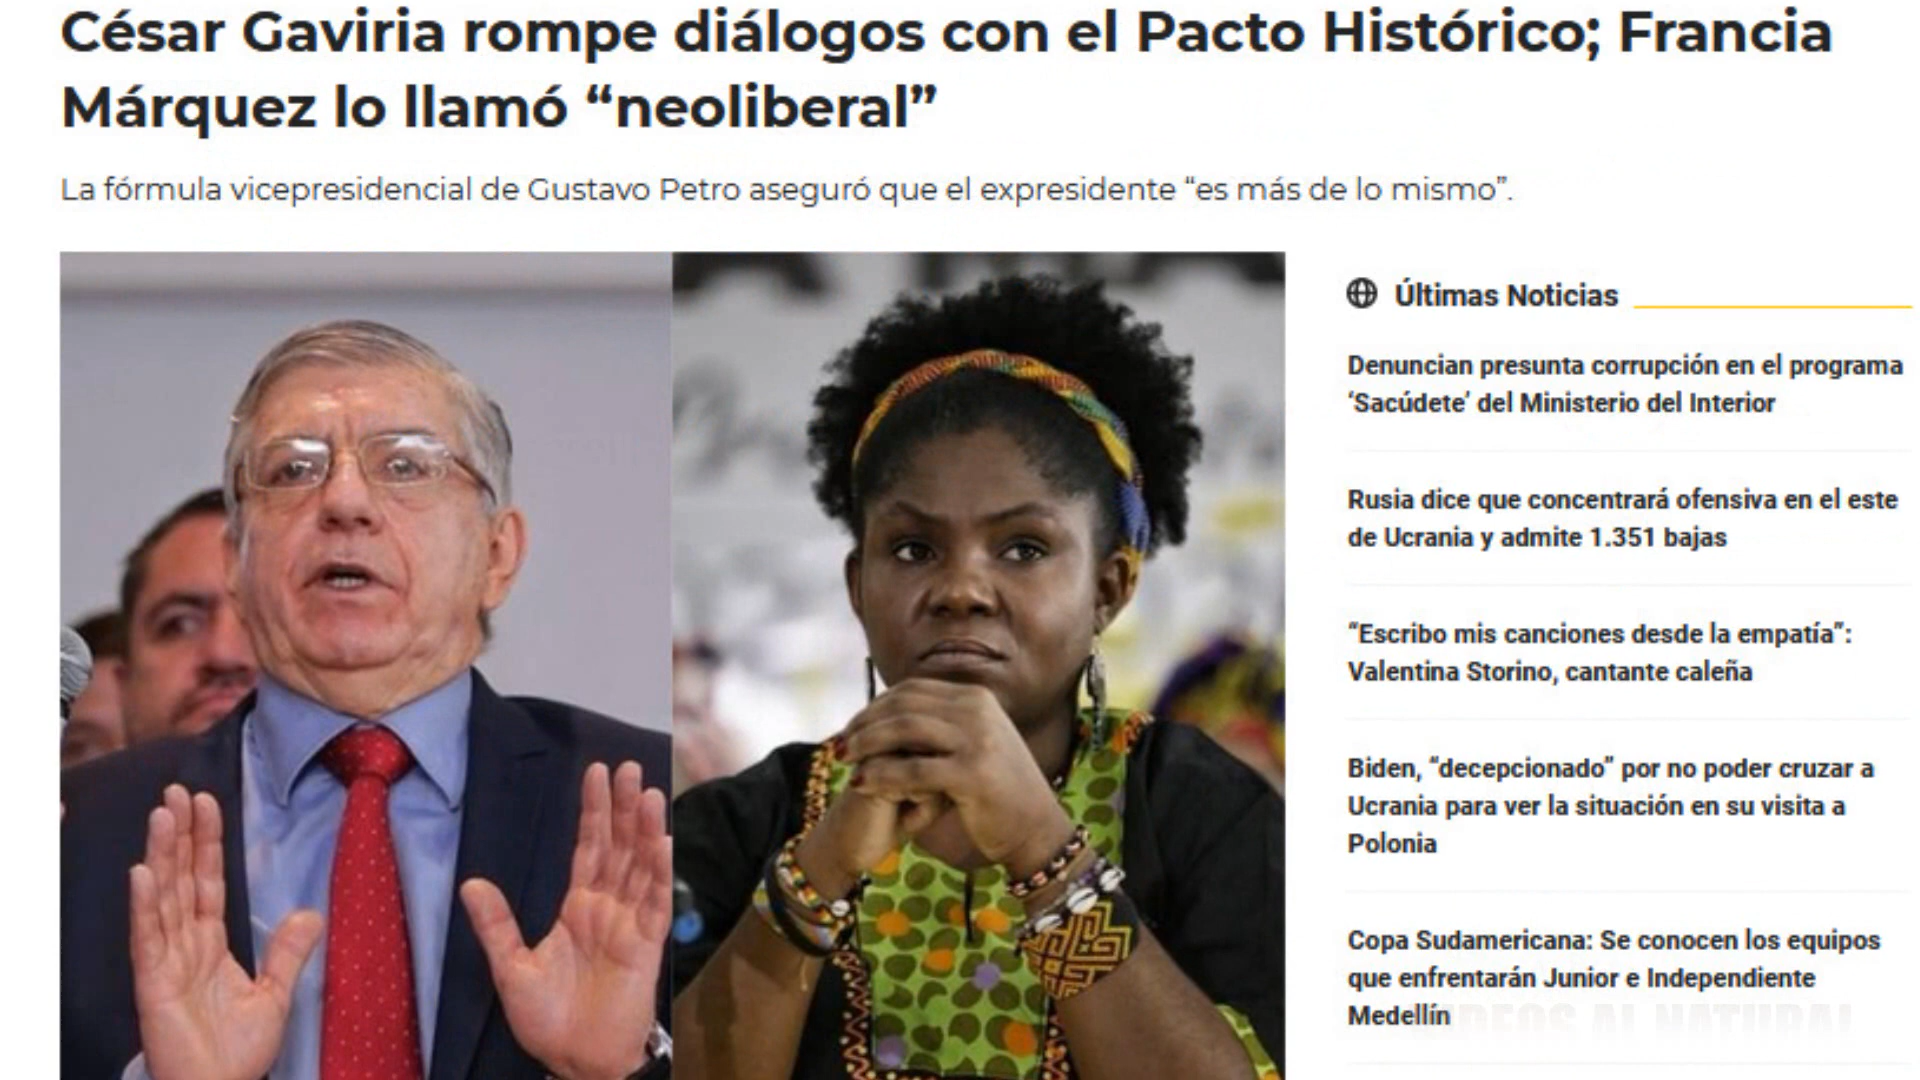 César Gaviria rompe diálogos con el Pacto Histórico; Francia
Márquez lo llamó “neoliberal”
La fórmula vicepresidencial de Gustavo Petro aseguró que el expresidente “es más de lo mismo”.
Últimas Noticias
Denuncian presunta corrupción en el programa
‘Sacúdete’ del Ministerio del Interior
Rusia dice que concentrará ofensiva en el este
de Ucrania y admite 1.351 bajas
“Escribo mis canciones desde la empatía”:
Valentina Storino, cantante caleña
Biden, “decepcionado” por no poder cruzar a
Ucrania para ver la situación en su visita a
Polonia
Copa Sudamericana: Se conocen los equipos
que enfrentarán Junior e Independiente
Medellín
AL NATURAL